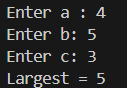 Enter a : 4
Enter b: 5
Enter c: 3
Largest = 5